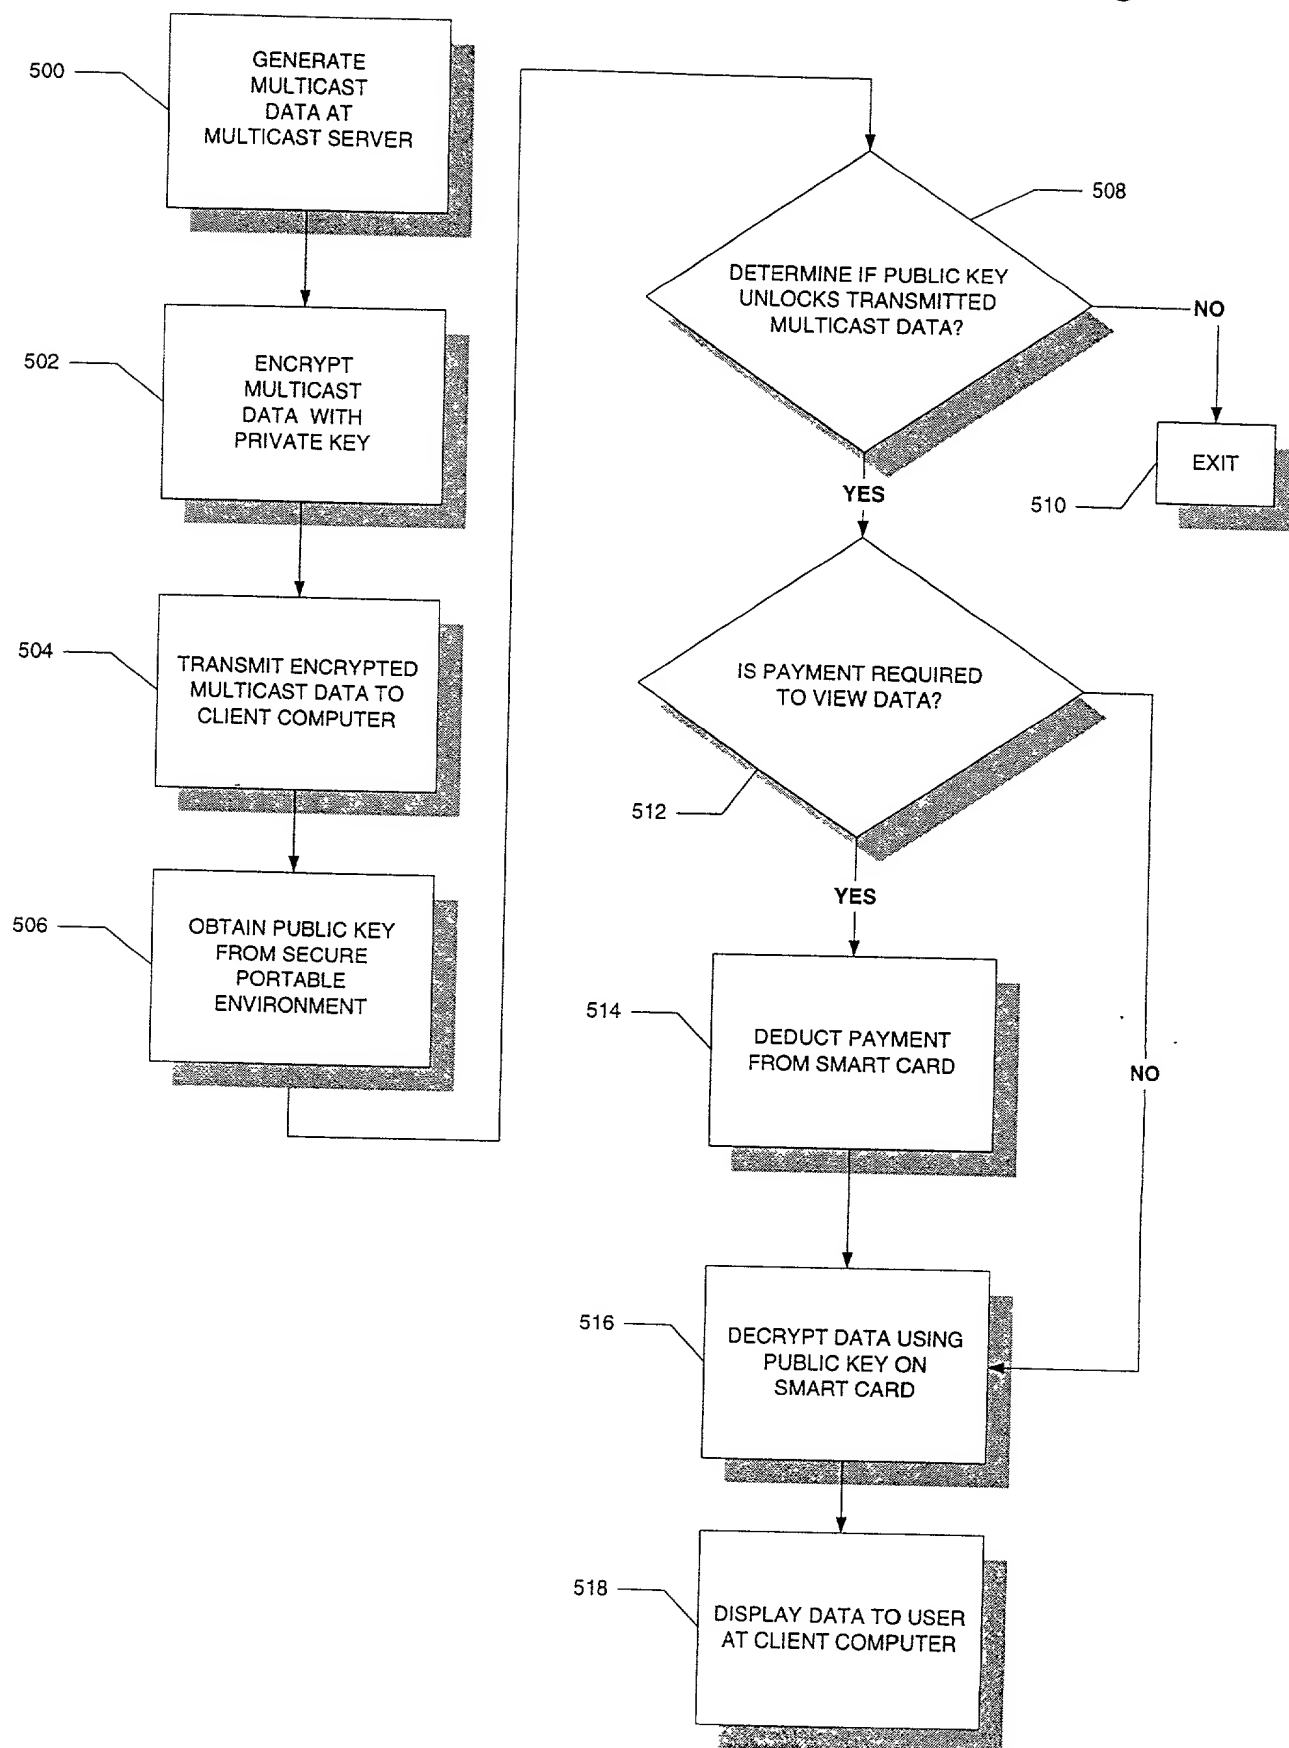 500
GENERATE
MULTICAST
DATA AT
MULTICAST SERVER
502
ENCRYPT
MULTICAST
DATA WITH
PRIVATE KEY
504
TRANSMIT ENCRYPTED
MULTICAST DATA TO
CLIENT COMPUTER
506
OBTAIN PUBLIC KEY
FROM SECURE
PORTABLE
ENVIRONMENT
508
DETERMINE IF PUBLIC KEY
UNLOCKS TRANSMITTED
MULTICAST DATA?
NO
510
EXIT
YES
512
IS PAYMENT REQUIRED
TO VIEW DATA?
YES
NO
514
DEDUCT PAYMENT
FROM SMART CARD
516
DECRYPT DATA USING
PUBLIC KEY ON
SMART CARD
518
DISPLAY DATA TO USER
AT CLIENT COMPUTER